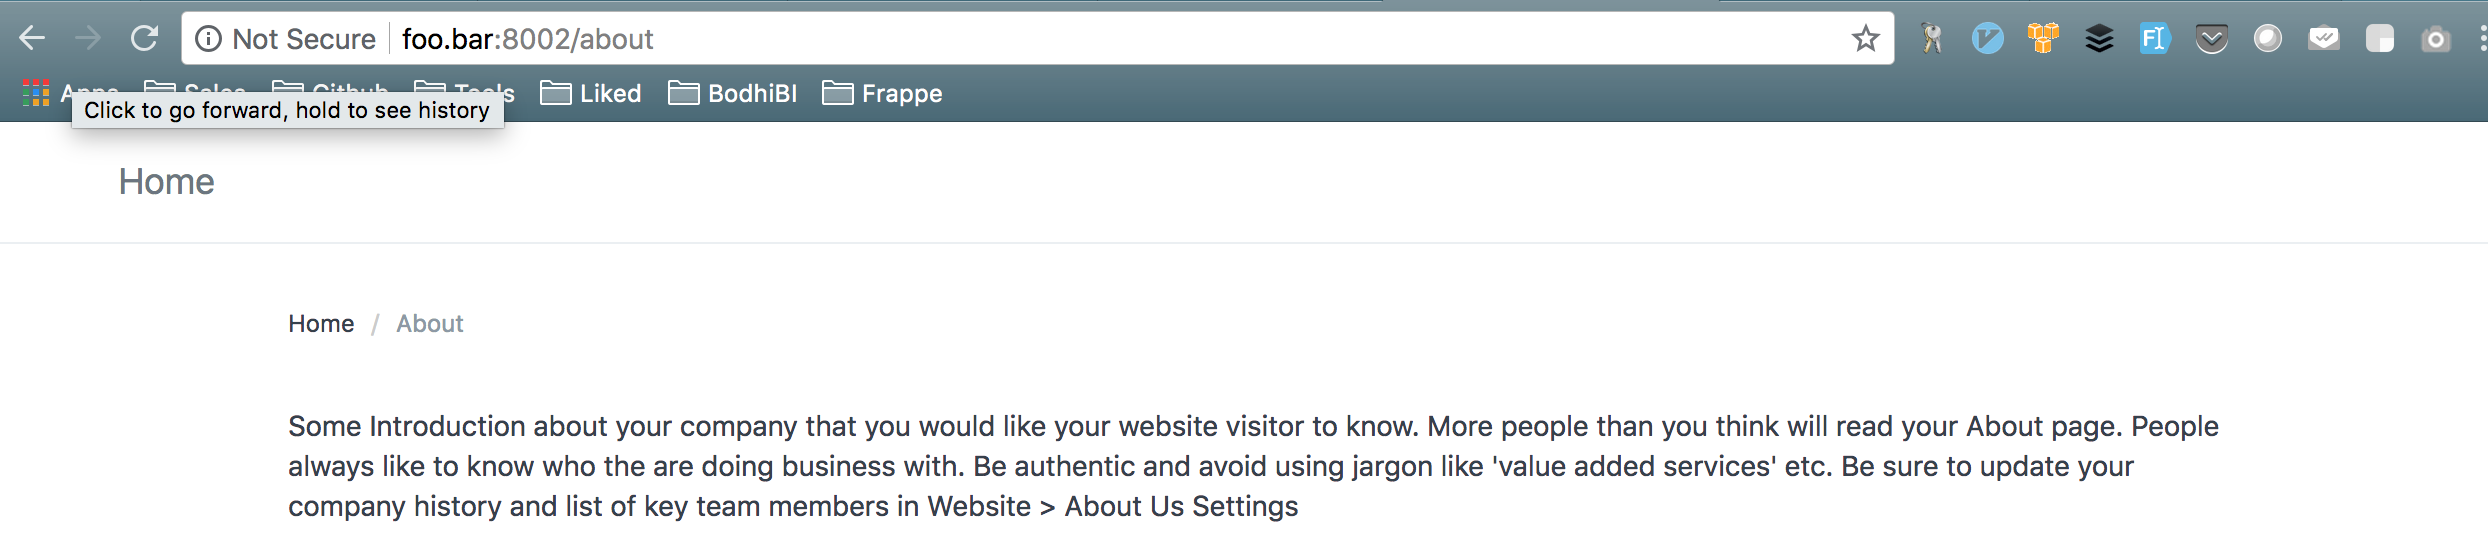 Not Secure foo.bar:8002/about
Liked BodhiBI Frappe
Click to go forward, hold to see history
Home
Home / About
Some Introduction about your company that you would like your website visitor to know. More people than you think will read your About page. People
always like to know who the are doing business with. Be authentic and avoid using jargon like 'value added services' etc. Be sure to update your
company history and list of key team members in Website > About Us Settings